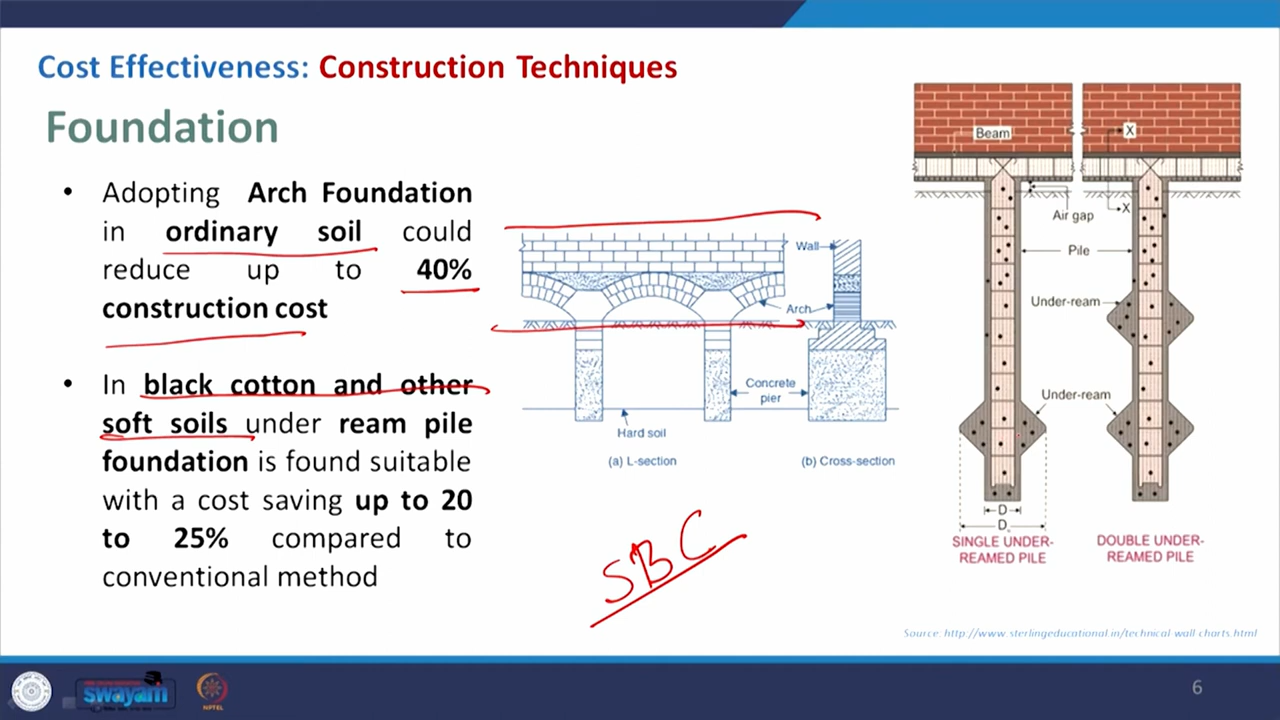 Cost Effectiveness: Construction Techniques
Foundation
• Adopting Arch Foundation
in ordinary soil could
reduce up to 40%
construction cost
• In black cotton and other
soft soils under ream pile
foundation is found suitable
with a cost saving up to 20
to 25% compared to
conventional method
Wall
Arch
Concrete
pier
Hard soil
(a) L-section
(b) Cross-section
SBC
Beam
X
Air gap
X
Pile
Under-ream
Under-ream
D
Du
SINGLE UNDER-
REAMED PILE
DOUBLE UNDER-
REAMED PILE
Source: http://www.sterlingeducational.in/technical-wall-charts.html
swayam
NPTEL
6